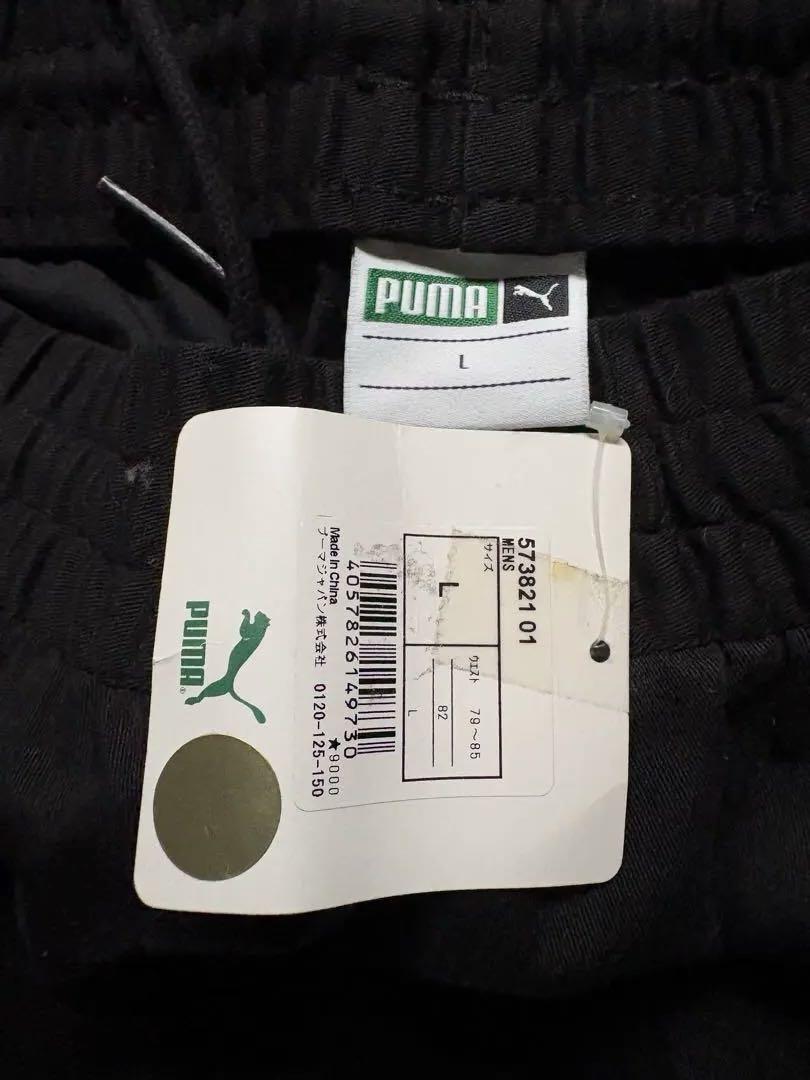 PUMA
L
573821 01
MENS
サイズ
L
ウエスト 79～85
82
L
4057826149730
★9000
Made in China
プーマジャパン株式会社 0120-125-150
PUMA®